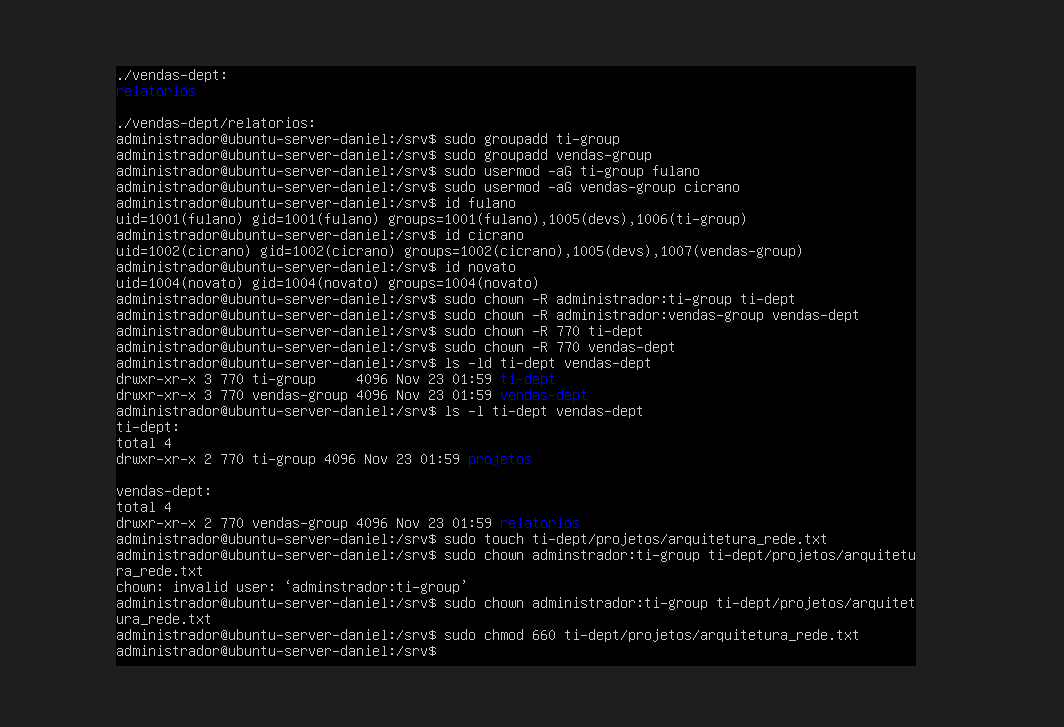 ./vendas-dept:
relatorios

./vendas-dept/relatorios:
administrador@ubuntu-server-daniel:/srv$ sudo groupadd ti-group
administrador@ubuntu-server-daniel:/srv$ sudo groupadd vendas-group
administrador@ubuntu-server-daniel:/srv$ sudo usermod -aG ti-group fulano
administrador@ubuntu-server-daniel:/srv$ sudo usermod -aG vendas-group cicrano
administrador@ubuntu-server-daniel:/srv$ id fulano
uid=1001(fulano) gid=1001(fulano) groups=1001(fulano),1005(devs),1006(ti-group)
administrador@ubuntu-server-daniel:/srv$ id cicrano
uid=1002(cicrano) gid=1002(cicrano) groups=1002(cicrano),1005(devs),1007(vendas-group)
administrador@ubuntu-server-daniel:/srv$ id novato
uid=1004(novato) gid=1004(novato) groups=1004(novato)
administrador@ubuntu-server-daniel:/srv$ sudo chown -R administrador:ti-group ti-dept
administrador@ubuntu-server-daniel:/srv$ sudo chown -R administrador:vendas-group vendas-dept
administrador@ubuntu-server-daniel:/srv$ sudo chown -R 770 ti-dept
administrador@ubuntu-server-daniel:/srv$ sudo chown -R 770 vendas-dept
administrador@ubuntu-server-daniel:/srv$ ls -ld ti-dept vendas-dept
drwxr-xr-x 3 770 ti-group     4096 Nov 23 01:59 ti-dept
drwxr-xr-x 3 770 vendas-group 4096 Nov 23 01:59 vendas-dept
administrador@ubuntu-server-daniel:/srv$ ls -l ti-dept vendas-dept
ti-dept:
total 4
drwxr-xr-x 2 770 ti-group 4096 Nov 23 01:59 projetos

vendas-dept:
total 4
drwxr-xr-x 2 770 vendas-group 4096 Nov 23 01:59 relatorios
administrador@ubuntu-server-daniel:/srv$ sudo touch ti-dept/projetos/arquitetura_rede.txt
administrador@ubuntu-server-daniel:/srv$ sudo chown adminstrador:ti-group ti-dept/projetos/arquitetu
ra_rede.txt
chown: invalid user: ‘adminstrador:ti-group’
administrador@ubuntu-server-daniel:/srv$ sudo chown administrador:ti-group ti-dept/projetos/arquitet
ura_rede.txt
administrador@ubuntu-server-daniel:/srv$ sudo chmod 660 ti-dept/projetos/arquitetura_rede.txt
administrador@ubuntu-server-daniel:/srv$